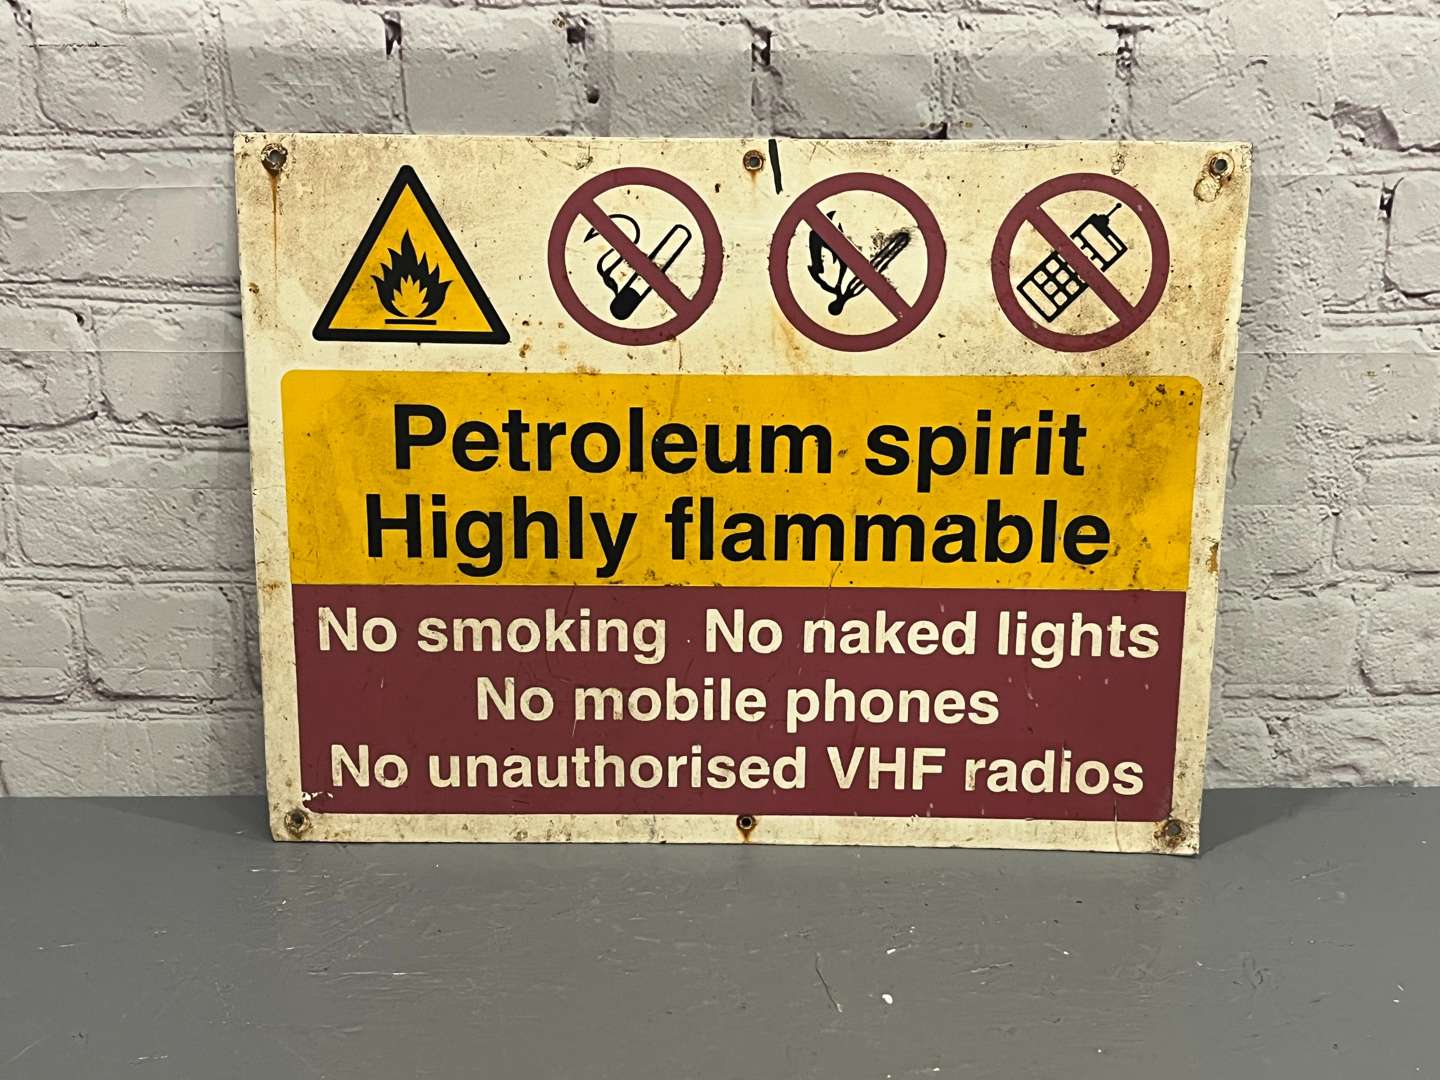 Petroleum spirit
Highly flammable
No smoking No naked lights
No mobile phones
No unauthorised VHF radios